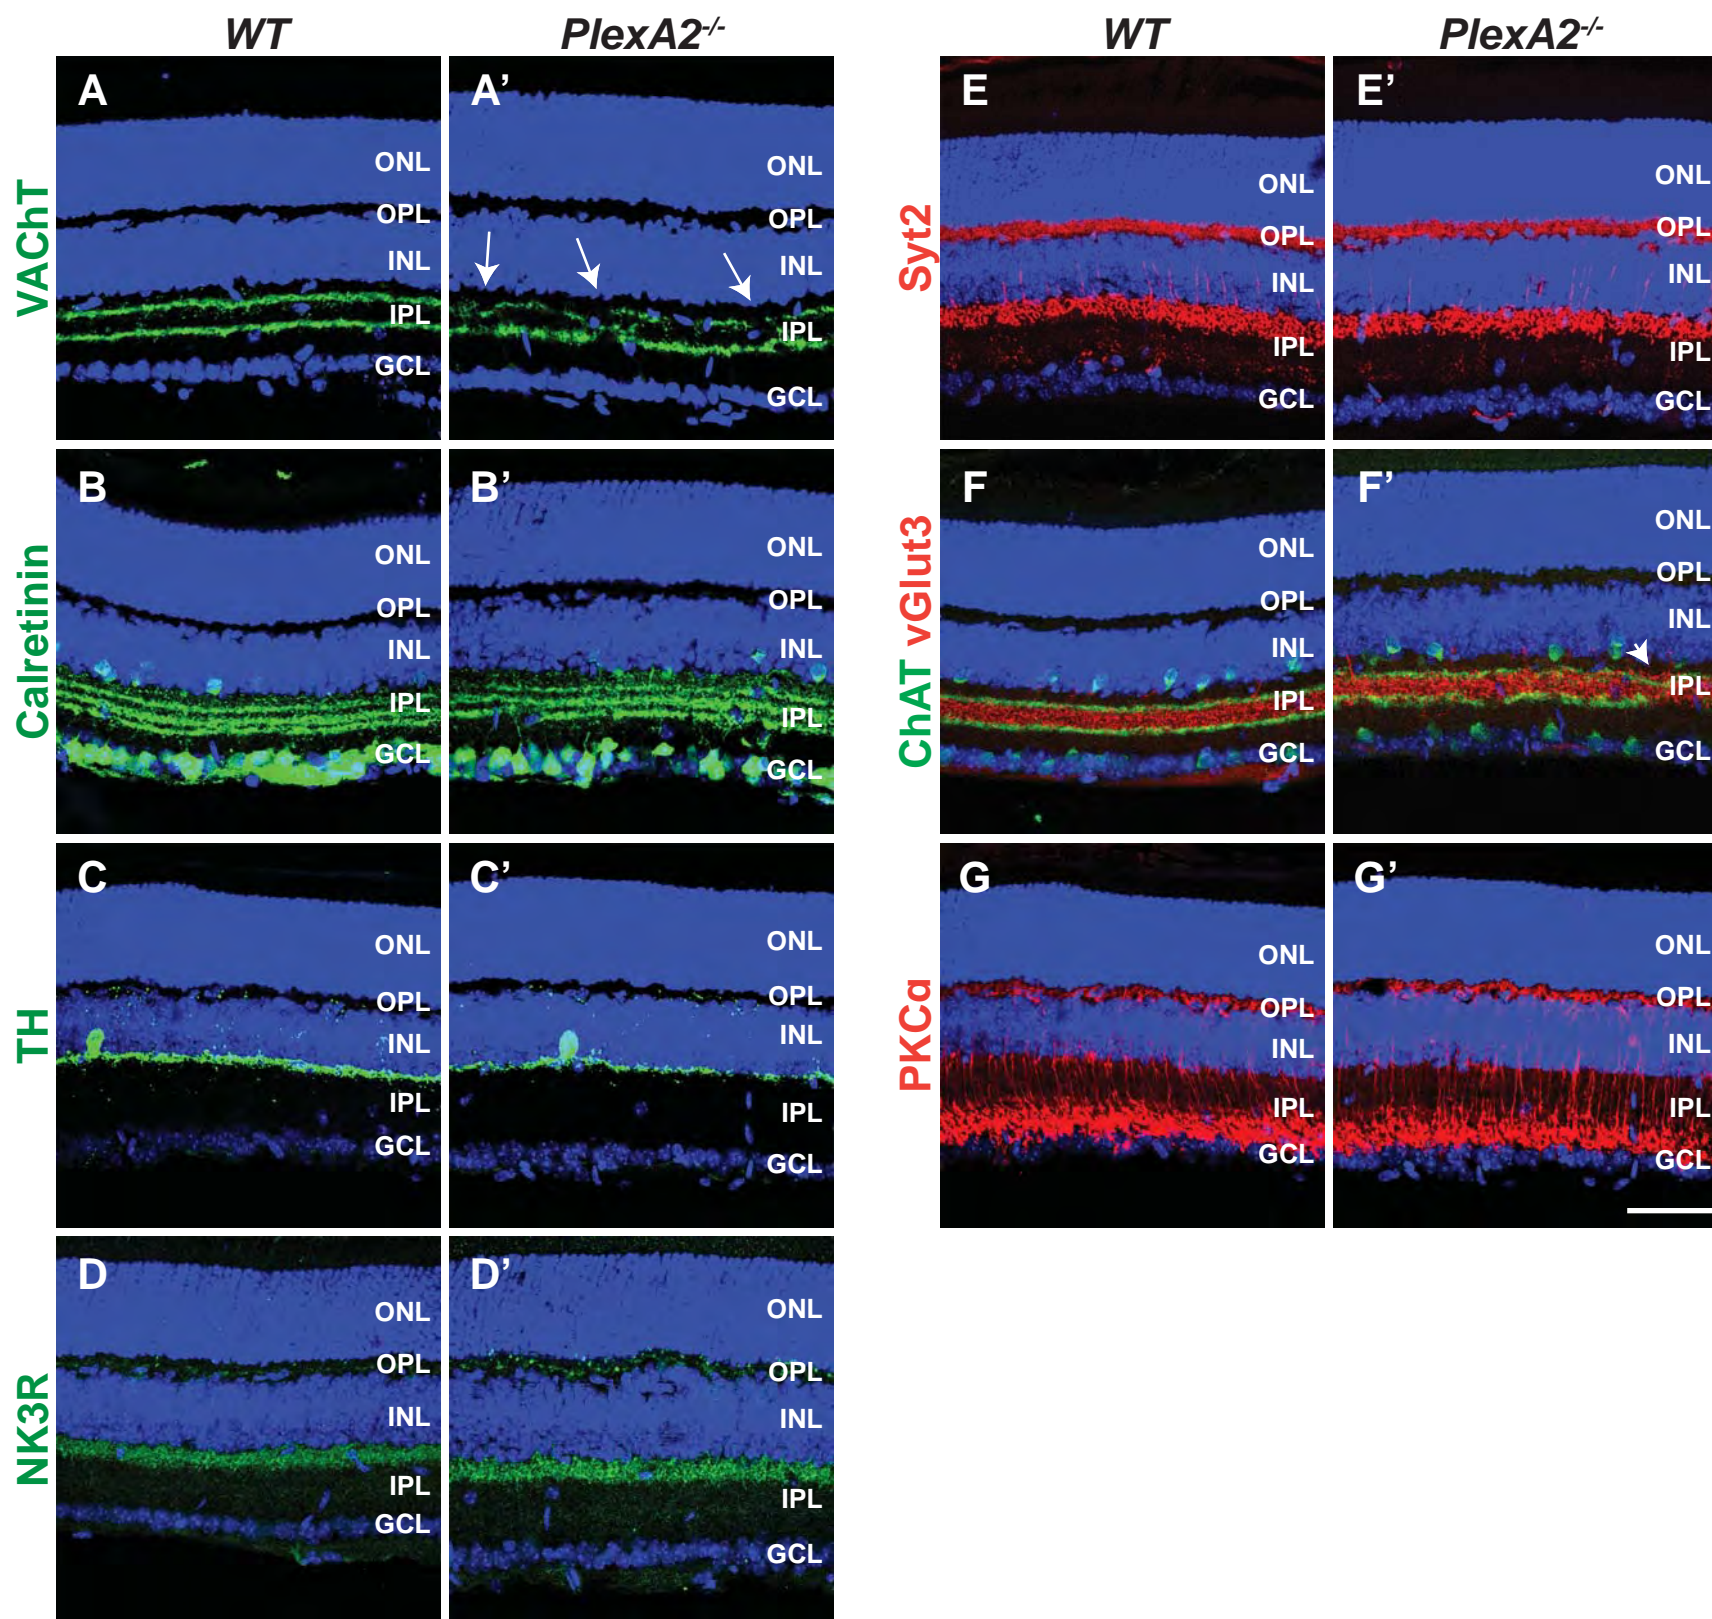 WT
PlexA2-/-
WT
PlexA2-/-
VAChT
A
ONL
OPL
INL
IPL
GCL
A’
ONL
OPL
INL
IPL
GCL
Syt2
E
ONL
OPL
INL
IPL
GCL
E’
ONL
OPL
INL
IPL
GCL
Calretinin
B
ONL
OPL
INL
IPL
GCL
B’
ONL
OPL
INL
IPL
GCL
ChAT vGlut3
F
ONL
OPL
INL
IPL
GCL
F’
ONL
OPL
INL
IPL
GCL
TH
C
ONL
OPL
INL
IPL
GCL
C’
ONL
OPL
INL
IPL
GCL
PKCα
G
ONL
OPL
INL
IPL
GCL
G’
ONL
OPL
INL
IPL
GCL
NK3R
D
ONL
OPL
INL
IPL
GCL
D’
ONL
OPL
INL
IPL
GCL